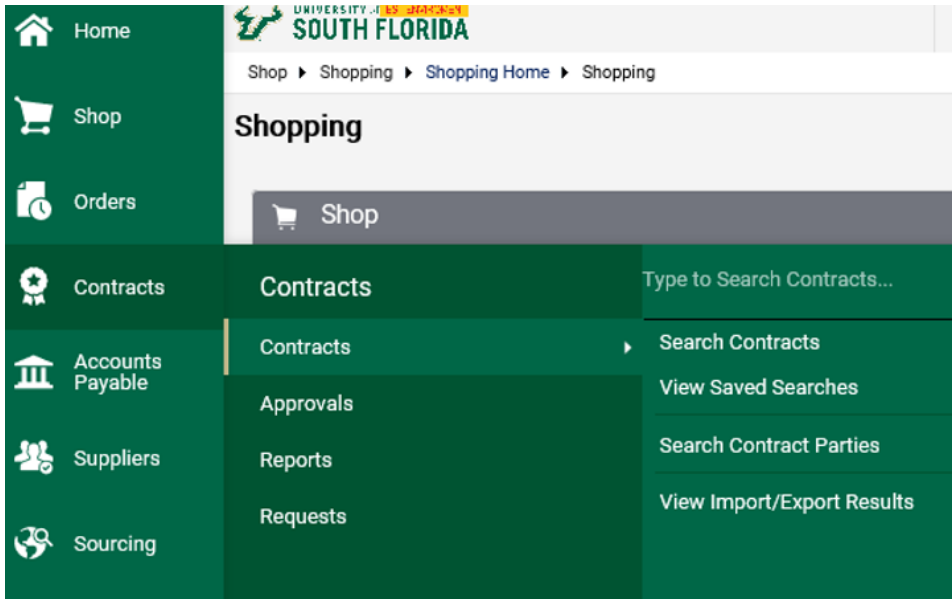 Home
UNIVERSITY of
SOUTH FLORIDA
Shop ▸ Shopping ▸ Shopping Home ▸ Shopping
Shop
Shopping
Orders
Shop
Contracts
Contracts
Type to Search Contracts...
Contracts
Search Contracts
Accounts
Payable
View Saved Searches
Approvals
Suppliers
Reports
Search Contract Parties
Requests
View Import/Export Results
Sourcing